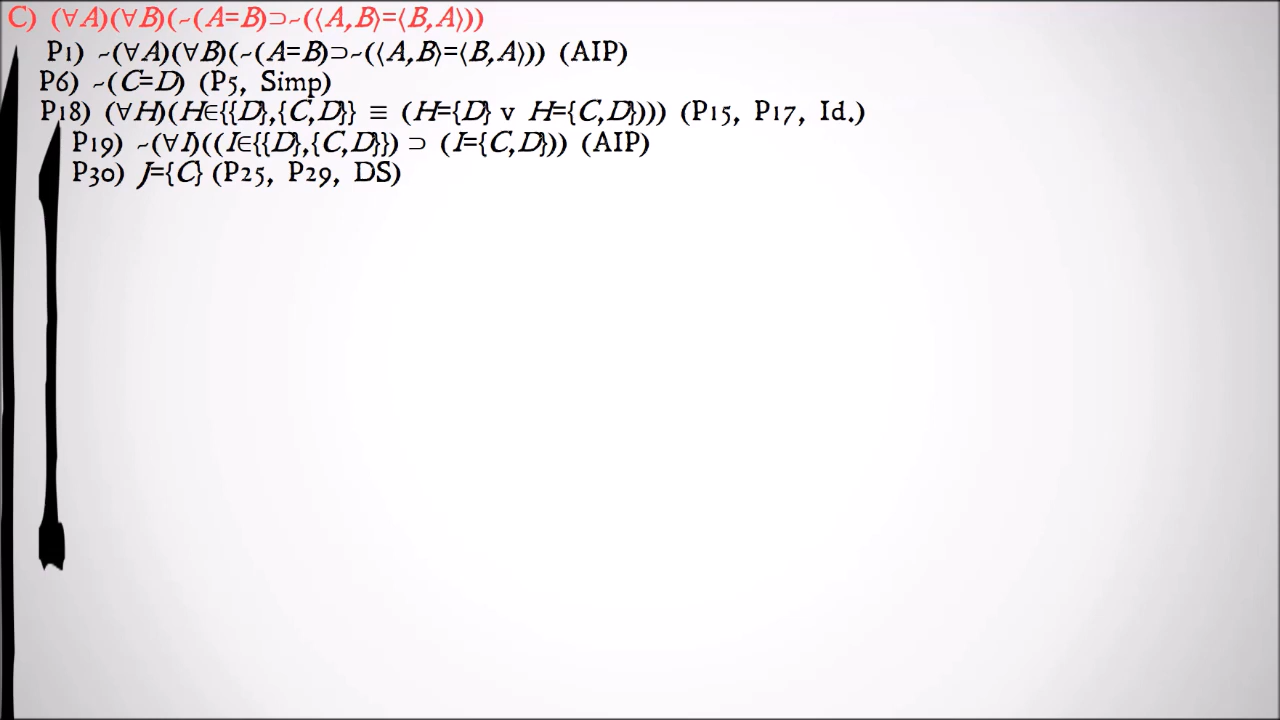 C) (∀A)(∀B)(~(A=B)⊃~(⟨A,B⟩=⟨B,A⟩))
P1) ~(∀A)(∀B)(~(A=B)⊃~(⟨A,B⟩=⟨B,A⟩)) (AIP)
P6) ~(C=D) (P5, Simp)
P18) (∀H)(H∈{{D},{C,D}} ≡ (H={D} v H={C,D}))) (P15, P17, Id.)
P19) ~(∀I)((I∈{{D},{C,D}}) ⊃ (I={C,D})) (AIP)
P30) J={C} (P25, P29, DS)